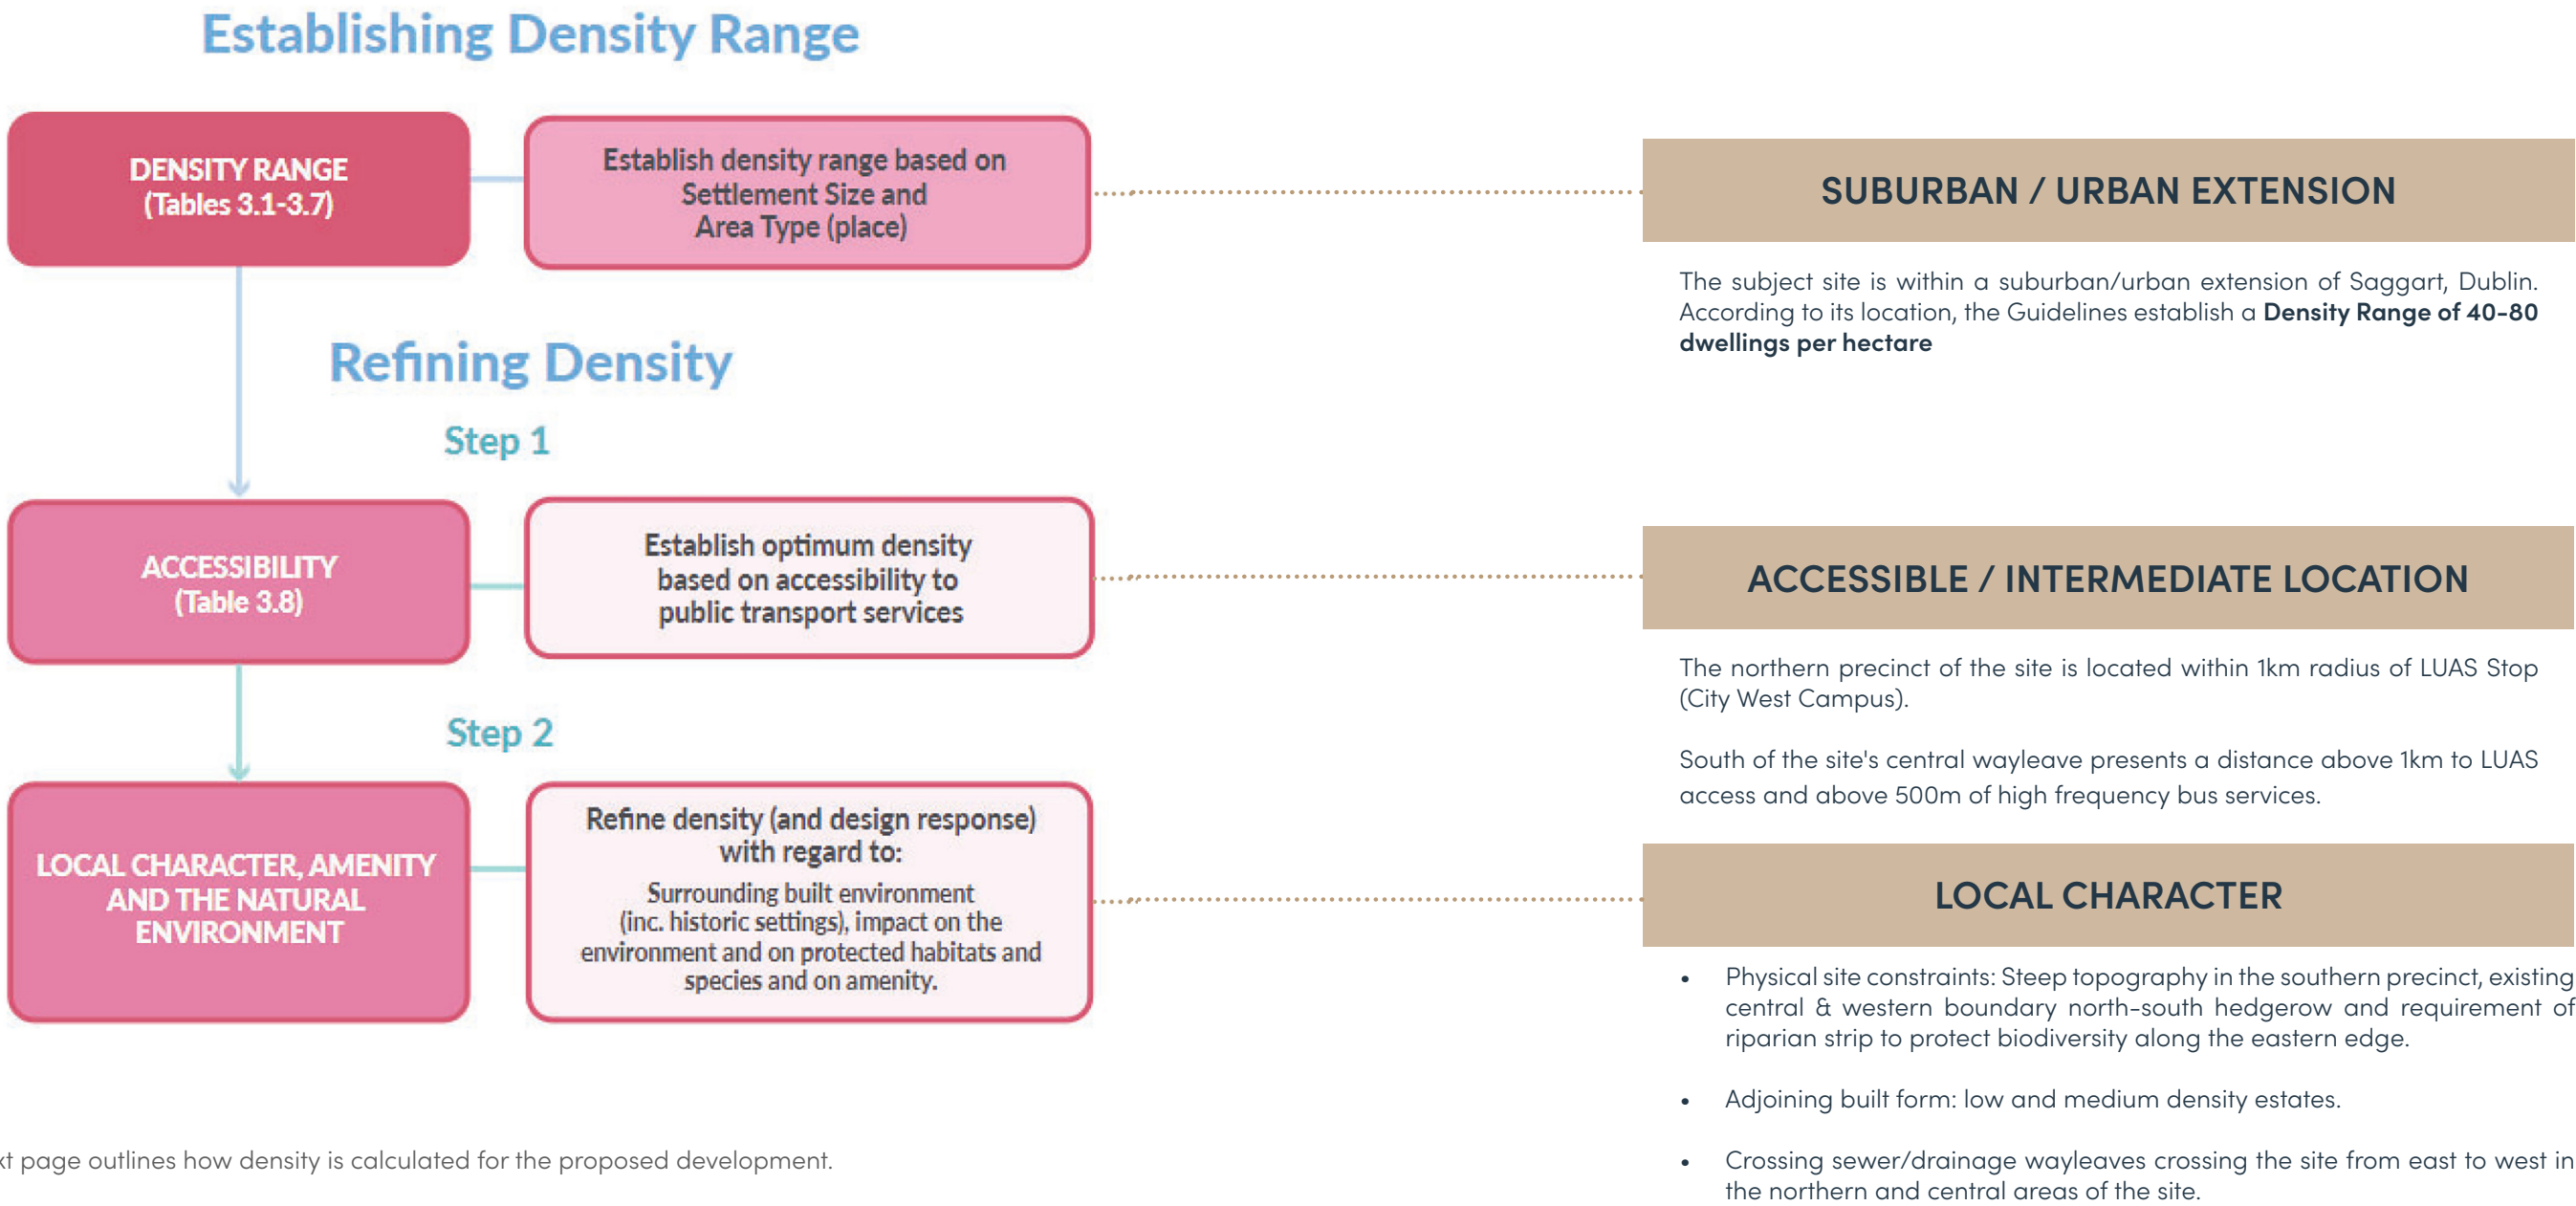 Establishing Density Range
DENSITY RANGE
(Tables 3.1-3.7)
Establish density range based on
Settlement Size and
Area Type (place)
SUBURBAN / URBAN EXTENSION
The subject site is within a suburban/urban extension of Saggart, Dublin.
According to its location, the Guidelines establish a Density Range of 40-80
dwellings per hectare
Refining Density
Step 1
ACCESSIBILITY
(Table 3.8)
Establish optimum density
based on accessibility to
public transport services
ACCESSIBLE / INTERMEDIATE LOCATION
The northern precinct of the site is located within 1km radius of LUAS Stop
(City West Campus).
South of the site's central wayleave presents a distance above 1km to LUAS
access and above 500m of high frequency bus services.
Step 2
LOCAL CHARACTER, AMENITY
AND THE NATURAL
ENVIRONMENT
Refine density (and design response)
with regard to:
Surrounding built environment
(inc. historic settings), impact on the
environment and on protected habitats and
species and on amenity.
LOCAL CHARACTER
• Physical site constraints: Steep topography in the southern precinct, existing
central & western boundary north-south hedgerow and requirement of
riparian strip to protect biodiversity along the eastern edge.
• Adjoining built form: low and medium density estates.
• Crossing sewer/drainage wayleaves crossing the site from east to west in
the northern and central areas of the site.
page outlines how density is calculated for the proposed development.